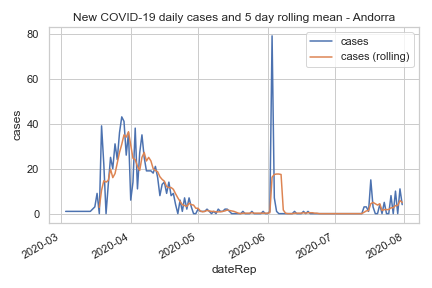 New COVID-19 daily cases and 5 day rolling mean - Andorra
cases
cases (rolling)
80
60
40
20
0
cases
2020-03
2020-04
2020-05
2020-06
2020-07
2020-08
dateRep